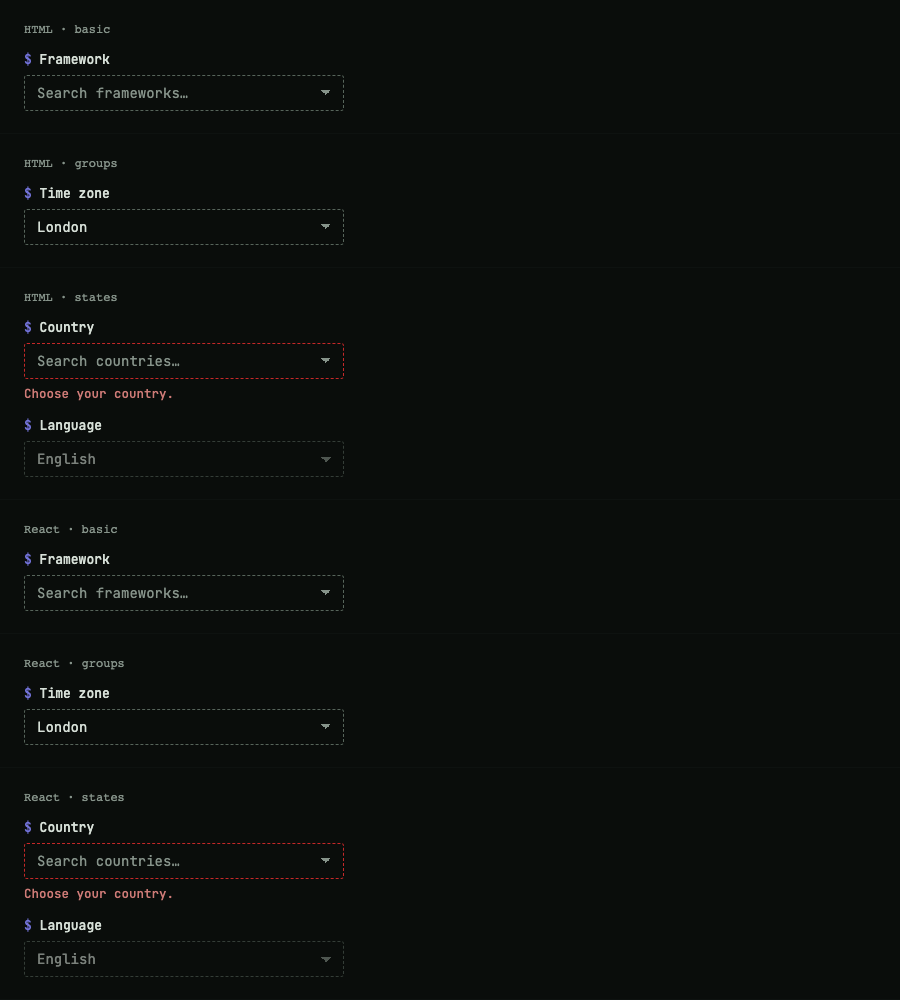 HTML · basic
$ Framework
Search frameworks…
HTML · groups
$ Time zone
London
HTML · states
$ Country
Search countries…
Choose your country.
$ Language
English
React · basic
$ Framework
Search frameworks…
React · groups
$ Time zone
London
React · states
$ Country
Search countries…
Choose your country.
$ Language
English